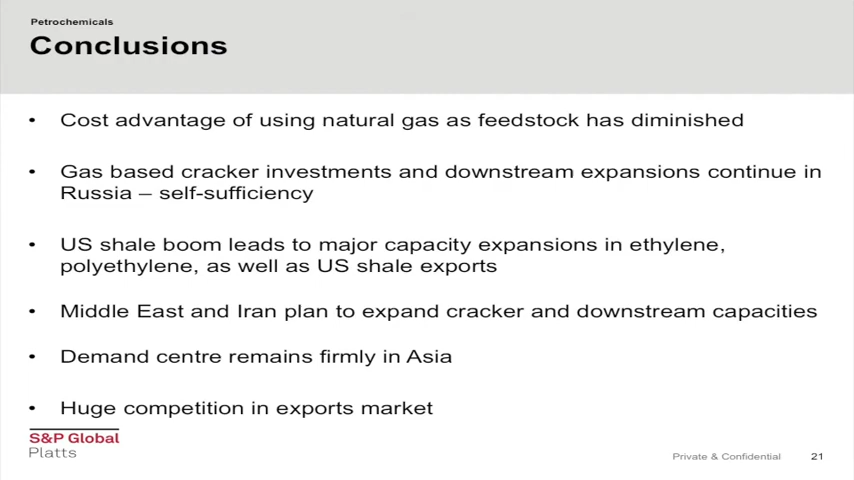 Petrochemicals
Conclusions
• Cost advantage of using natural gas as feedstock has diminished
• Gas based cracker investments and downstream expansions continue in
Russia – self-sufficiency
• US shale boom leads to major capacity expansions in ethylene,
polyethylene, as well as US shale exports
• Middle East and Iran plan to expand cracker and downstream capacities
• Demand centre remains firmly in Asia
• Huge competition in exports market
S&P Global
Platts
Private & Confidential 21